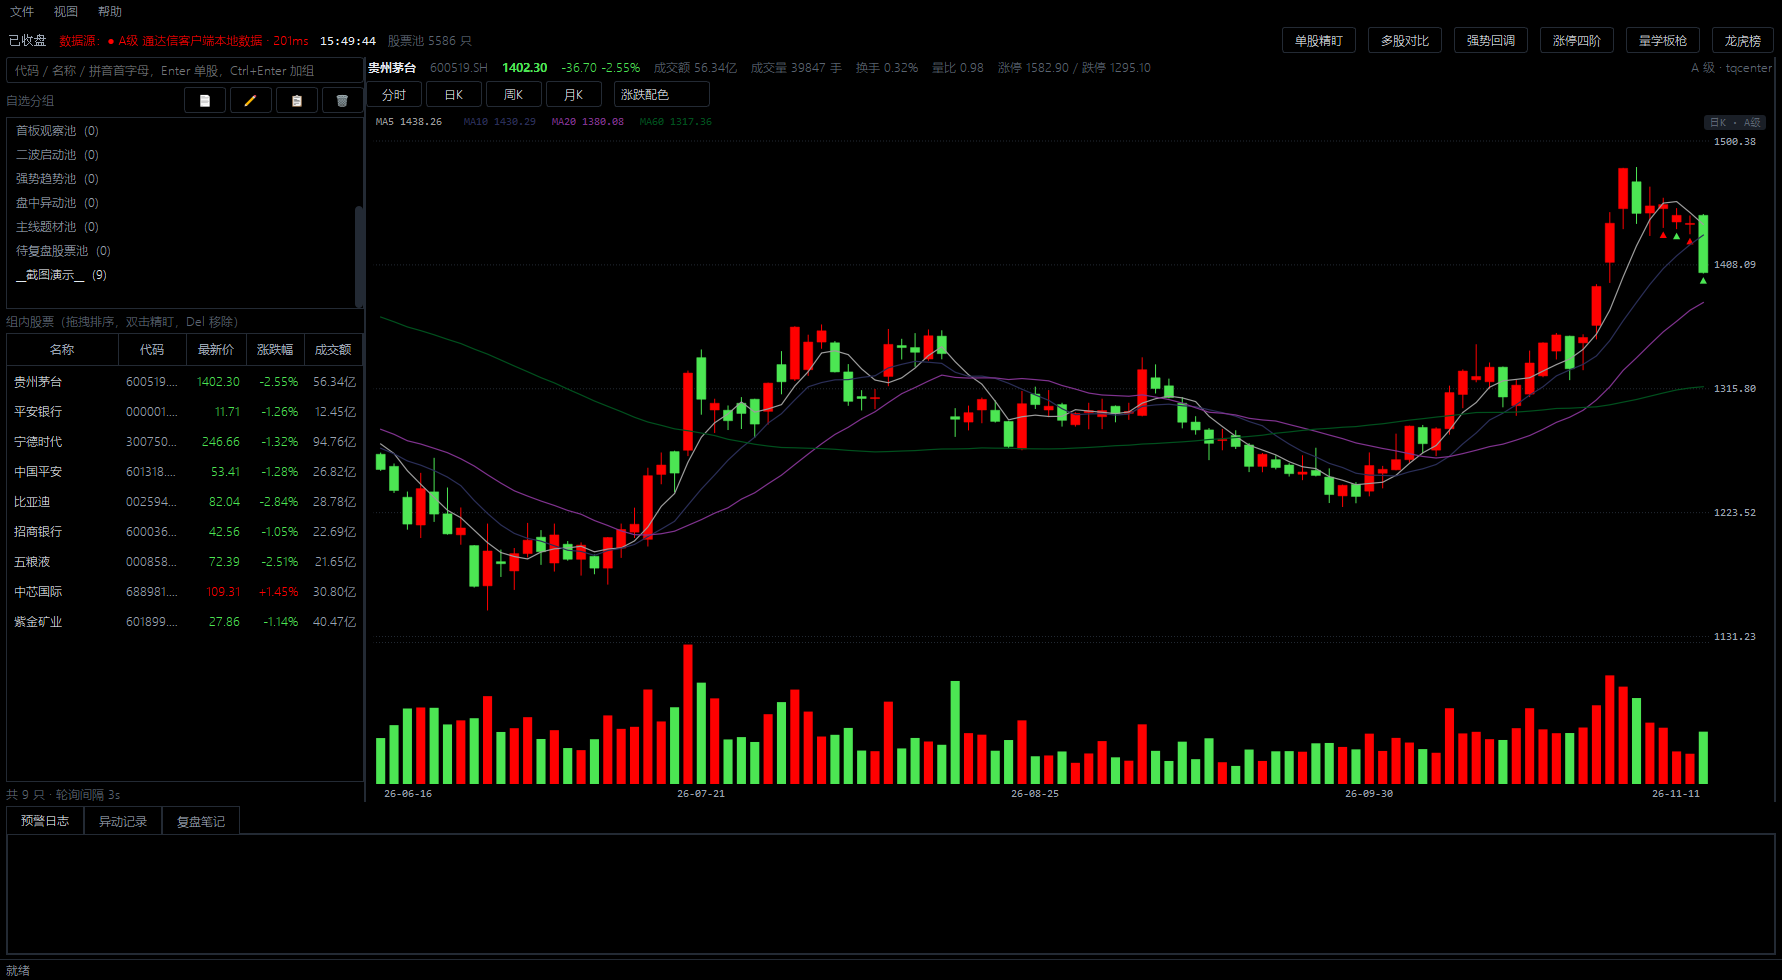 文件 视图 帮助
已收盘 数据源: ● A级 通达信客户端本地数据 · 201ms 15:49:44 股票池 5586 只 单股精盯 多股对比 强势回调 涨停四阶 量学板枪 龙虎榜
代码 / 名称 / 拼音首字母，Enter 单股，Ctrl+Enter 加组
贵州茅台 600519.SH 1402.30 -36.70 -2.55% 成交额 56.34亿 成交量 39847 手 换手 0.32% 量比 0.98 涨停 1582.90 / 跌停 1295.10 A 级 · tqcenter
自选分组
分时 日K 周K 月K 涨跌配色
MA5 1438.26 MA10 1430.29 MA20 1380.08 MA60 1317.36
日K · A级
首板观察池 (0)
二波启动池 (0)
强势趋势池 (0)
盘中异动池 (0)
主线题材池 (0)
待复盘股票池 (0)
__截图演示__ (9)
组内股票（拖拽排序，双击精盯，Del 移除）
名称 代码 最新价 涨跌幅 成交额
贵州茅台 600519.... 1402.30 -2.55% 56.34亿
平安银行 000001.... 11.71 -1.26% 12.45亿
宁德时代 300750... 246.66 -1.32% 94.76亿
中国平安 601318.... 53.41 -1.28% 26.82亿
比亚迪 002594... 82.04 -2.84% 28.78亿
招商银行 600036... 42.56 -1.05% 22.69亿
五粮液 000858... 72.39 -2.51% 21.65亿
中芯国际 688981.... 109.31 +1.45% 30.80亿
紫金矿业 601899.... 27.86 -1.14% 40.47亿
1500.38
1408.09
1315.80
1223.52
1131.23
26-06-16 26-07-21 26-08-25 26-09-30 26-11-11
共 9 只 · 轮询间隔 3s
预警日志 异动记录 复盘笔记
就绪